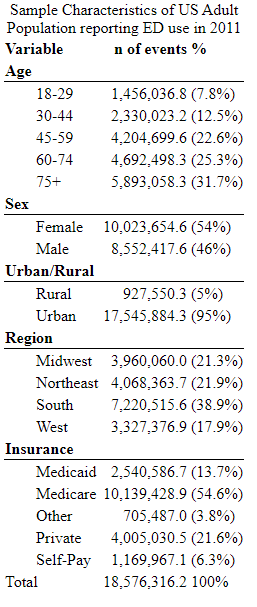 Sample Characteristics of US Adult
Population reporting ED use in 2011
Variable n of events %
Age
18-29 1,456,036.8 (7.8%)
30-44 2,330,023.2 (12.5%)
45-59 4,204,699.6 (22.6%)
60-74 4,692,498.3 (25.3%)
75+ 5,893,058.3 (31.7%)
Sex
Female 10,023,654.6 (54%)
Male 8,552,417.6 (46%)
Urban/Rural
Rural 927,550.3 (5%)
Urban 17,545,884.3 (95%)
Region
Midwest 3,960,060.0 (21.3%)
Northeast 4,068,363.7 (21.9%)
South 7,220,515.6 (38.9%)
West 3,327,376.9 (17.9%)
Insurance
Medicaid 2,540,586.7 (13.7%)
Medicare 10,139,428.9 (54.6%)
Other 705,487.0 (3.8%)
Private 4,005,030.5 (21.6%)
Self-Pay 1,169,967.1 (6.3%)
Total 18,576,316.2 100%